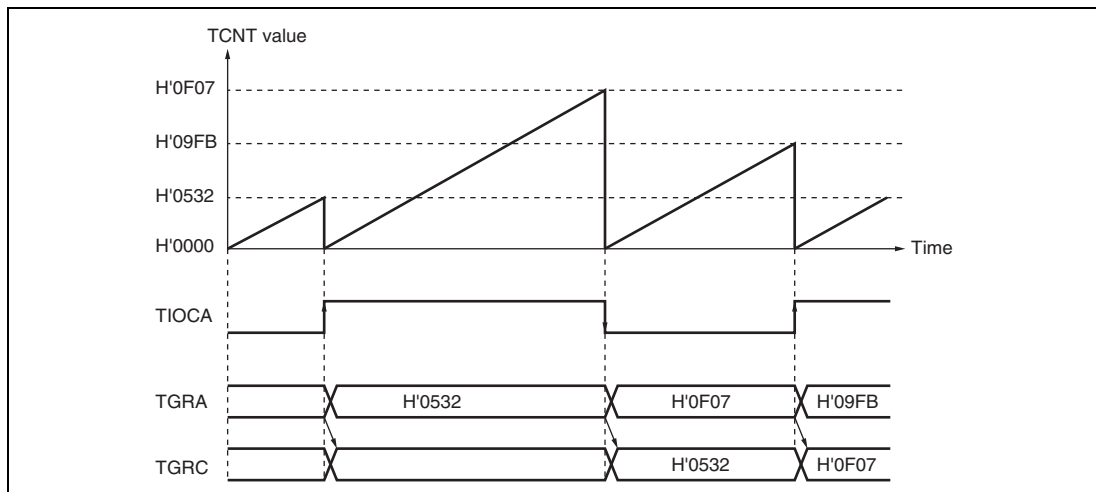 TCNT value
H'0F07
H'09FB
H'0532
H'0000
Time
TIOCA
TGRA H'0532 H'0F07 H'09FB
TGRC H'0532 H'0F07